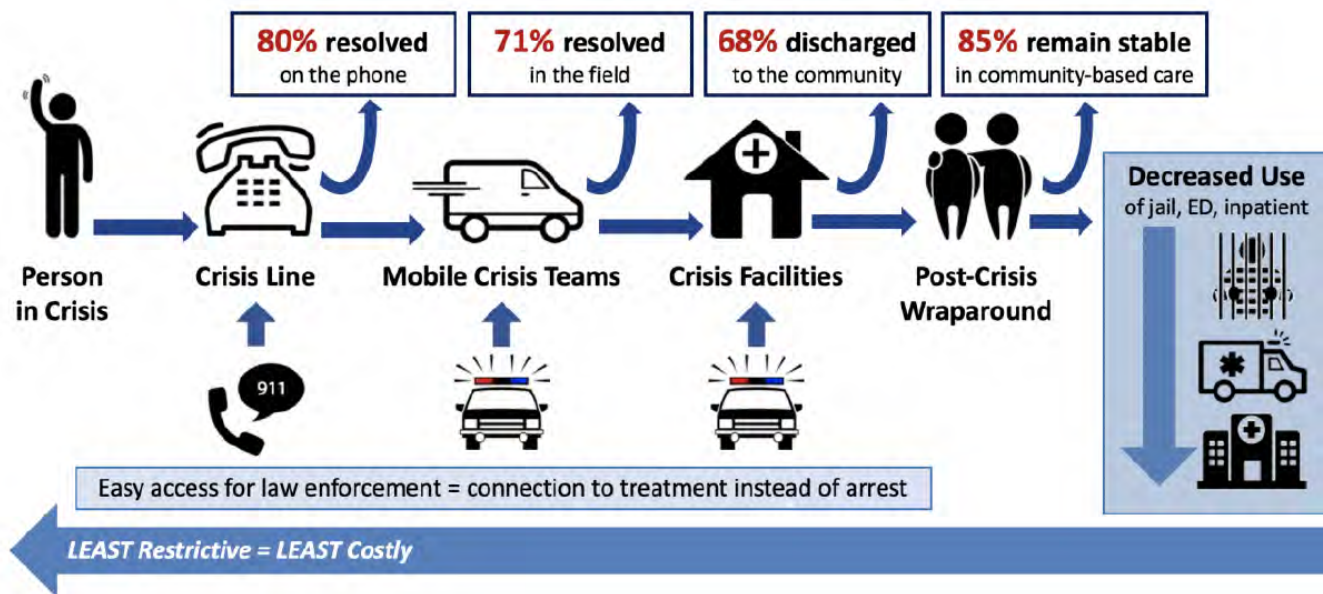 80% resolved
on the phone
71% resolved
in the field
68% discharged
to the community
85% remain stable
in community-based care
Person
in Crisis
Crisis Line
Mobile Crisis Teams
Crisis Facilities
Post-Crisis
Wraparound
Decreased Use
of jail, ED, inpatient
911
Easy access for law enforcement = connection to treatment instead of arrest
LEAST Restrictive = LEAST Costly